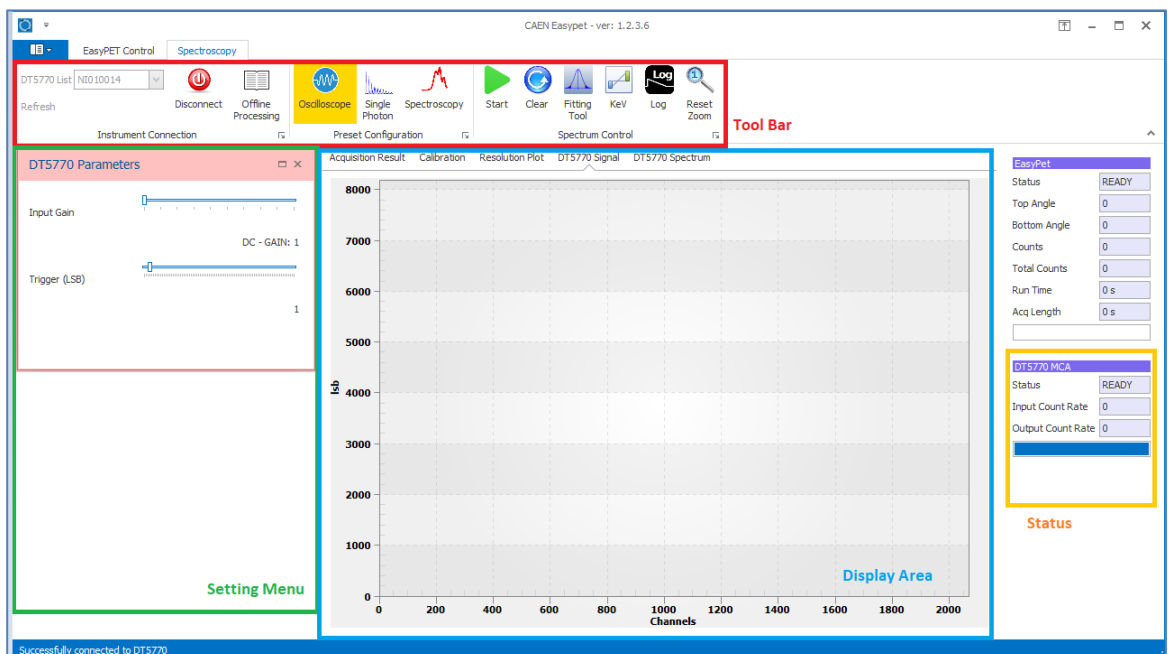 CAEN Easypet - ver: 1.2.3.6
EasyPET Control Spectroscopy
DT5770 List NI010014
Refresh
Disconnect
Offline Processing
Instrument Connection
Oscilloscope
Single Photon
Spectroscopy
Preset Configuration
Start
Clear
Fitting Tool
KeV
Log
Log
1
Reset Zoom
Spectrum Control
Tool Bar
DT5770 Parameters
Input Gain
DC - GAIN: 1
Trigger (LSB)
1
Setting Menu
Acquisition Result Calibration Resolution Plot DT5770 Signal DT5770 Spectrum
8000
7000
6000
5000
4000
3000
2000
1000
0
lsb
0 200 400 600 800 1000 1200 1400 1600 1800 2000
Channels
Display Area
EasyPet
Status READY
Top Angle 0
Bottom Angle 0
Counts 0
Total Counts 0
Run Time 0 s
Acq Length 0 s
DT5770 MCA
Status READY
Input Count Rate 0
Output Count Rate 0
Status
Successfully connected to DT5770